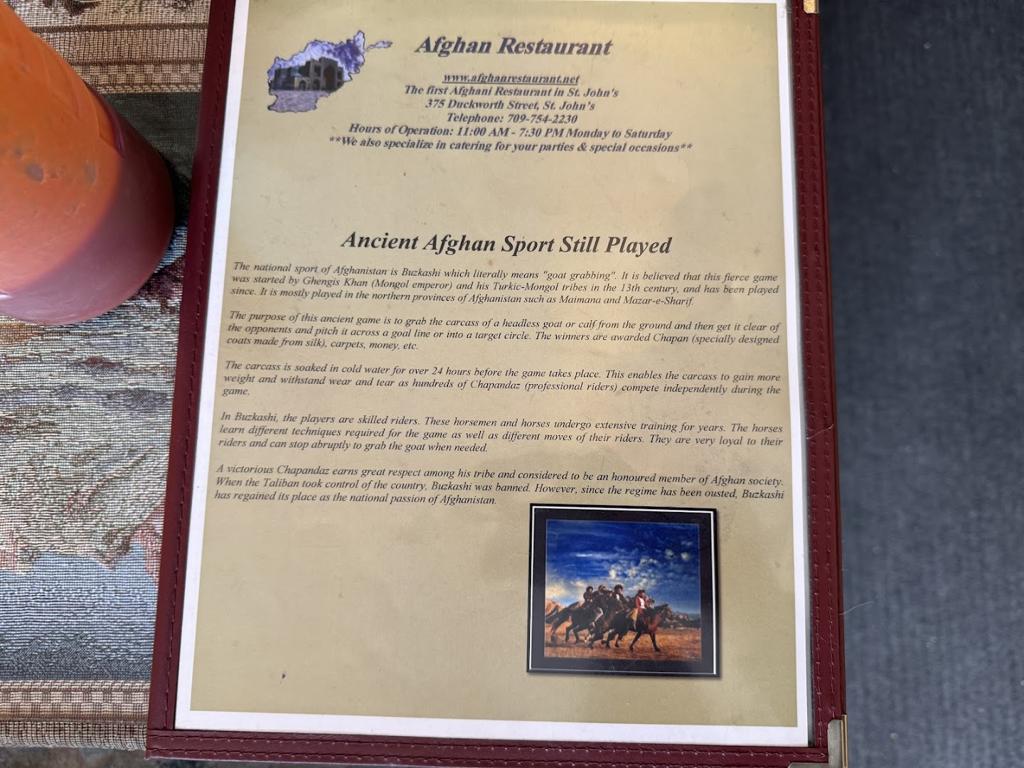 Afghan Restaurant
www.afghanrestaurant.net
The first Afghani Restaurant in St. John's
375 Duckworth Street, St. John's
Telephone: 709-754-2230
Hours of Operation: 11:00 AM - 7:30 PM Monday to Saturday
**We also specialize in catering for your parties & special occasions**
Ancient Afghan Sport Still Played
The national sport of Afghanistan is Buzkashi which literally means "goat grabbing". It is believed that this fierce game
was started by Ghengis Khan (Mongol emperor) and his Turkic-Mongol tribes in the 13th century, and has been played
since. It is mostly played in the northern provinces of Afghanistan such as Maimana and Mazar-e-Sharif.
The purpose of this ancient game is to grab the carcass of a headless goat or calf from the ground and then get it clear of
the opponents and pitch it across a goal line or into a target circle. The winners are awarded Chapan (specially designed
coats made from silk), carpets, money, etc.
The carcass is soaked in cold water for over 24 hours before the game takes place. This enables the carcass to gain more
weight and withstand wear and tear as hundreds of Chapandaz (professional riders) compete independently during the
game.
In Buzkashi, the players are skilled riders. These horsemen and horses undergo extensive training for years. The horses
learn different techniques required for the game as well as different moves of their riders. They are very loyal to their
riders and can stop abruptly to grab the goat when needed.
A victorious Chapandaz earns great respect among his tribe and considered to be an honoured member of Afghan society.
When the Taliban took control of the country, Buzkashi was banned. However, since the regime has been ousted, Buzkashi
has regained its place as the national passion of Afghanistan.